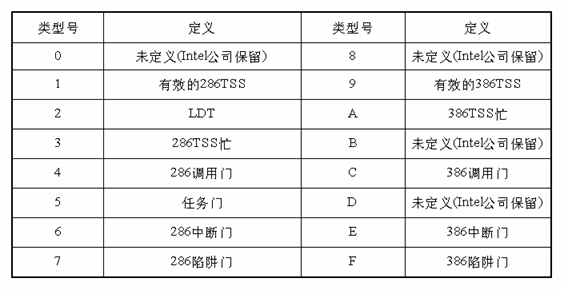 类型号 定义 类型号 定义
0 未定义(Intel公司保留) 8 未定义(Intel公司保留)
1 有效的286TSS 9 有效的386TSS
2 LDT A 386TSS忙
3 286TSS忙 B 未定义(Intel公司保留)
4 286调用门 C 386调用门
5 任务门 D 未定义(Intel公司保留)
6 286中断门 E 386中断门
7 286陷阱门 F 386陷阱门